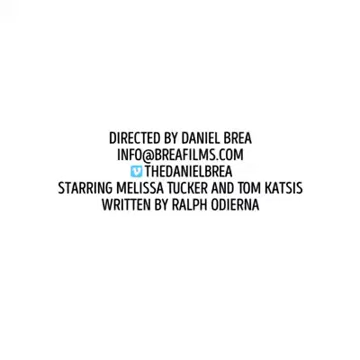 DIRECTED BY DANIEL BREA
INFO@BREAFILMS.COM
THEDANIELBREA
STARRING MELISSA TUCKER AND TOM KATSIS
WRITTEN BY RALPH ODIERNA